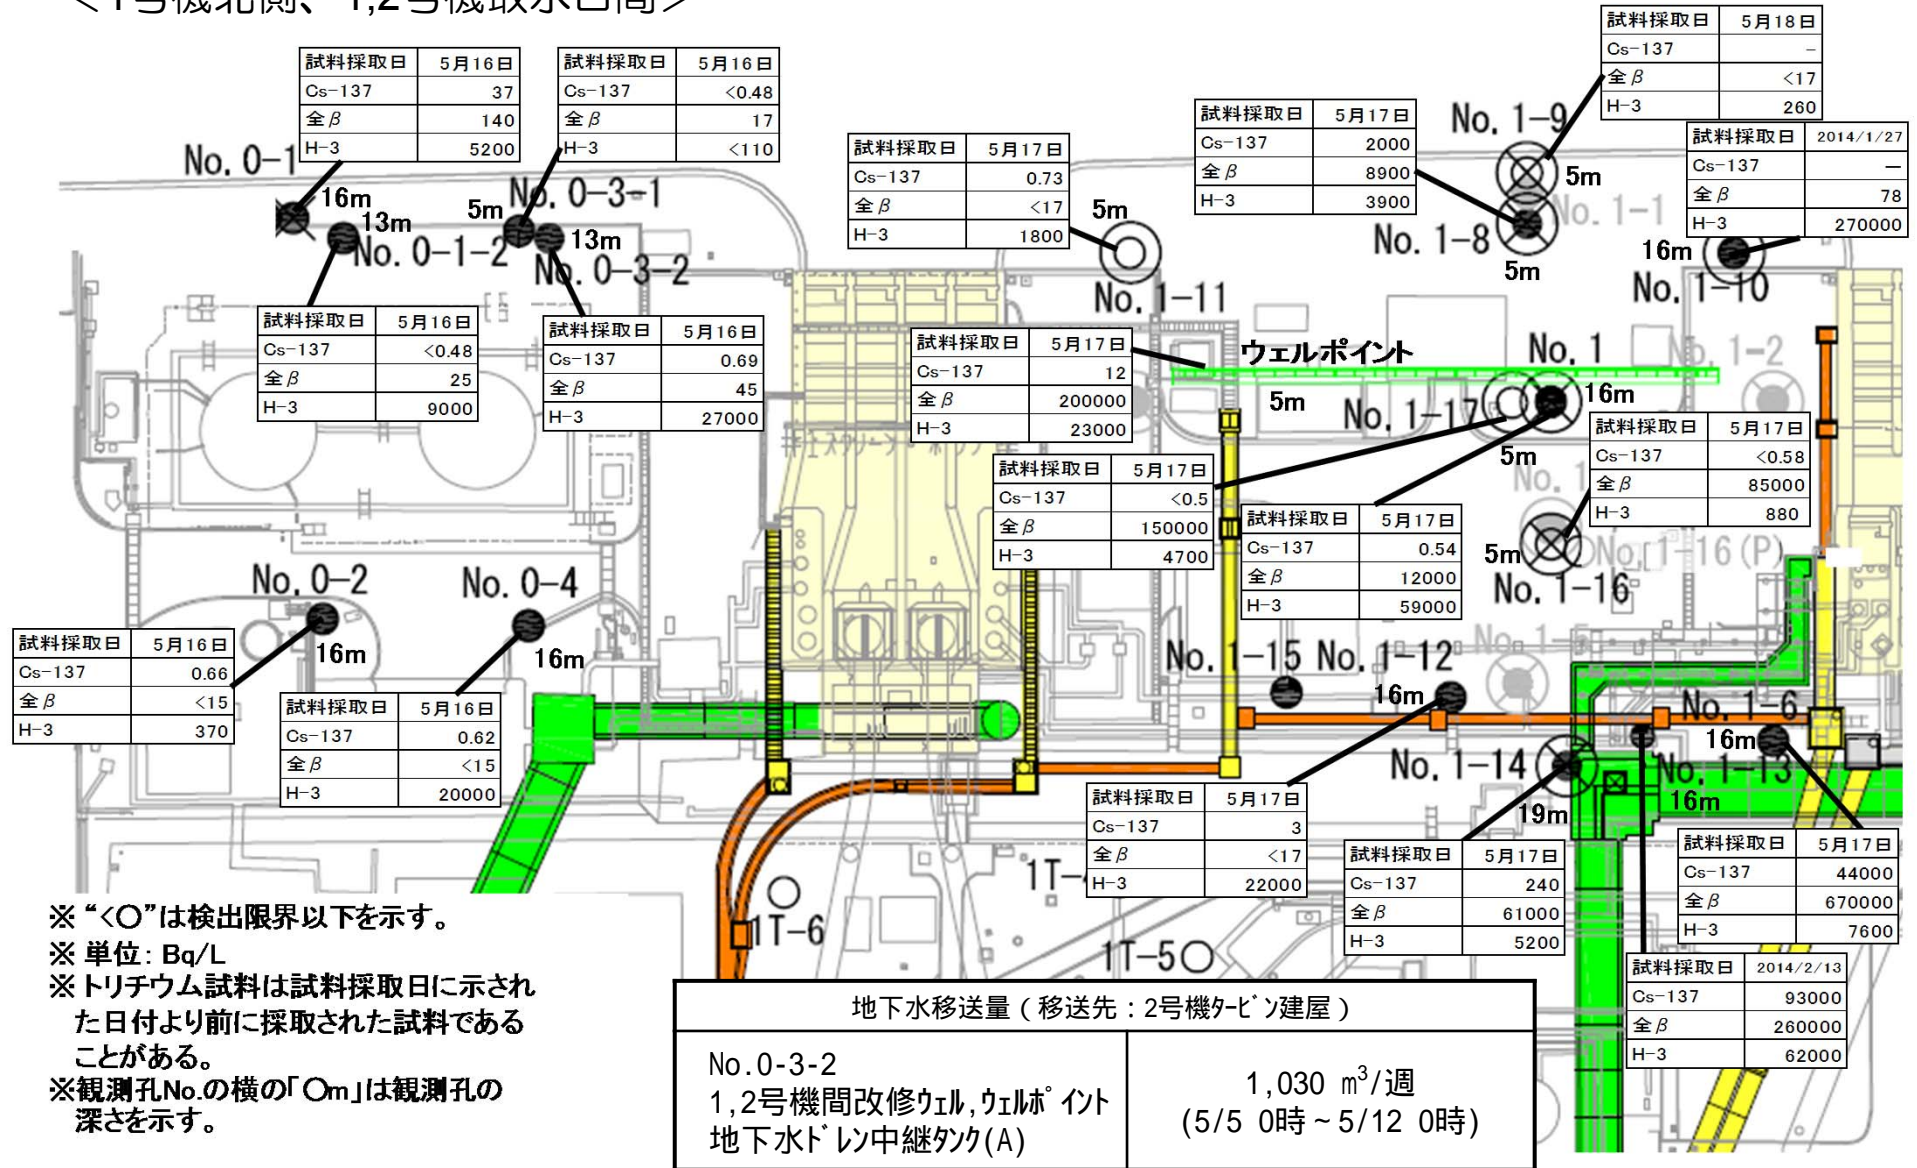 ＜1号機北側、1,2号機取水口間＞
試料採取日 5月18日
Cs-137 -
全β <17
H-3 260
試料採取日 5月16日
Cs-137 37
全β 140
H-3 5200
試料採取日 5月16日
Cs-137 <0.48
全β 17
H-3 <110
試料採取日 5月17日
Cs-137 0.73
全β <17
H-3 1800
試料採取日 5月17日
Cs-137 2000
全β 8900
H-3 3900
試料採取日 2014/1/27
Cs-137 —
全β 78
H-3 270000
No. 0-1
16m
13m
No. 0-1-2
5m
No. 0-3-1
13m
No. 0-3-2
5m
No. 1-11
No. 1-9
5m
No. 1-1
No. 1-8
5m
16m
No. 1-10
試料採取日 5月16日
Cs-137 <0.48
全β 25
H-3 9000
試料採取日 5月16日
Cs-137 0.69
全β 45
H-3 27000
試料採取日 5月17日
Cs-137 12
全β 200000
H-3 23000
ウェルポイント
5m
No. 1
16m
No. 1-2
No. 1-17
5m
試料採取日 5月17日
Cs-137 <0.5
全β 150000
H-3 4700
試料採取日 5月17日
Cs-137 0.54
全β 12000
H-3 59000
試料採取日 5月17日
Cs-137 <0.58
全β 85000
H-3 880
5m
No. 1-16(P)
No. 1-16
No. 0-2
16m
No. 0-4
16m
No. 1-15
No. 1-12
16m
No. 1-5
No. 1-6
16m
No. 1-14
19m
No. 1-13
16m
試料採取日 5月16日
Cs-137 0.66
全β <15
H-3 370
試料採取日 5月16日
Cs-137 0.62
全β <15
H-3 20000
試料採取日 5月17日
Cs-137 3
全β <17
H-3 22000
試料採取日 5月17日
Cs-137 240
全β 61000
H-3 5200
試料採取日 5月17日
Cs-137 44000
全β 670000
H-3 7600
試料採取日 2014/2/13
Cs-137 93000
全β 260000
H-3 62000
1T-6
1T-5
※“<○”は検出限界以下を示す。
※単位: Bq/L
※トリチウム試料は試料採取日に示され
た日付より前に採取された試料である
ことがある。
※観測孔No.の横の「○m」は観測孔の
深さを示す。
地下水移送量（移送先：2号機ﾀｰﾋﾞﾝ建屋）
No.0-3-2
1,2号機間改修ｳｪﾙ,ｳｪﾙﾎﾟｲﾝﾄ
地下水ﾄﾞﾚﾝ中継ﾀﾝｸ(A)
1,030 m³/週
(5/5 0時～5/12 0時)